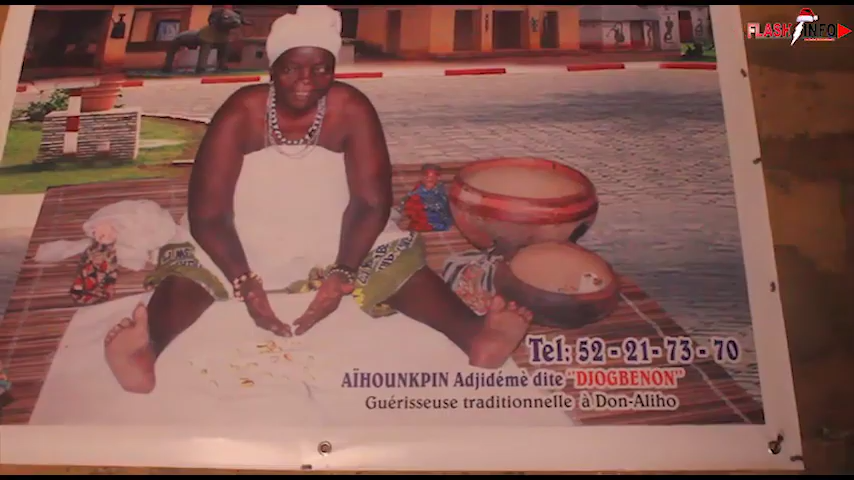 FLASH INFO
Tel: 52 - 21- 73 - 70
AÏHOUNKPIN Adjidémè dite "DJOGBENON"
Guérisseuse traditionnelle à Don-Aliho